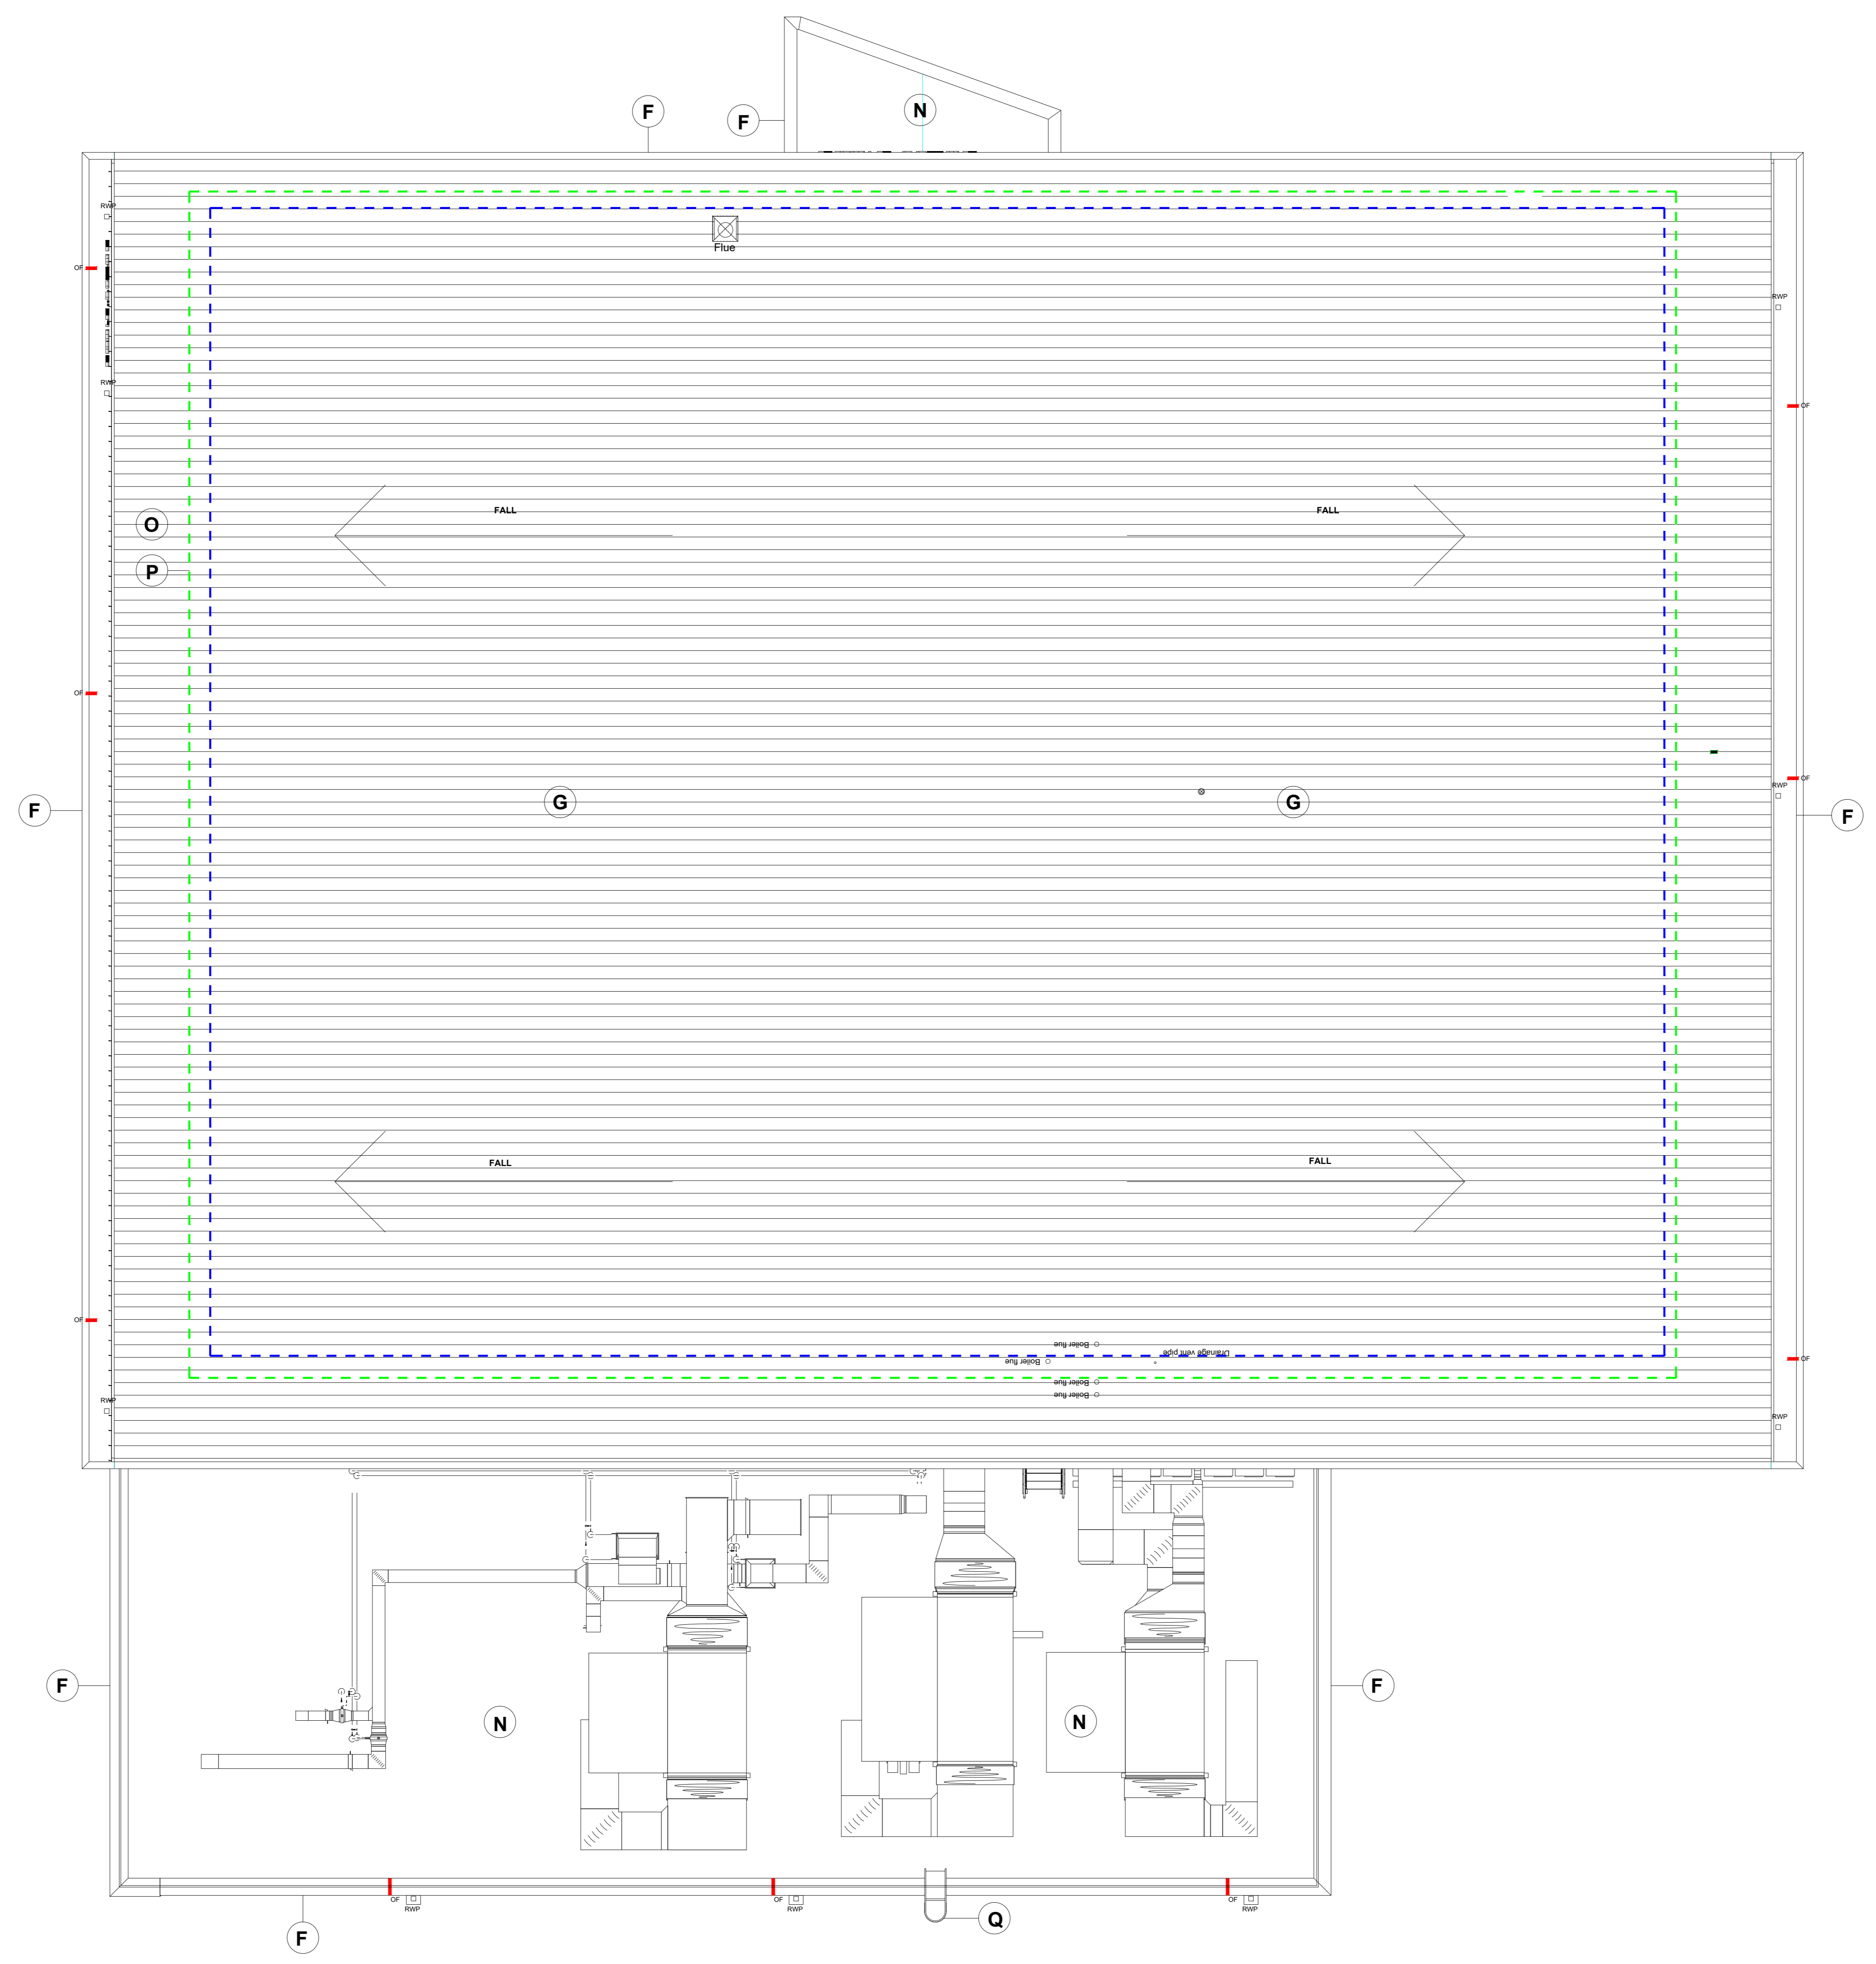 F
F
N
RWP
OF
Flue
RWP
RWP
OF
FALL
FALL
O
P
OF
OF
RWP
G
G
F
F
FALL
FALL
OF
Boiler flue
Drainage vent pipe
Boiler flue
OF
Boiler flue
Boiler flue
RWP
RWP
F
F
N
N
OF
RWP
OF
RWP
OF
RWP
Q
F